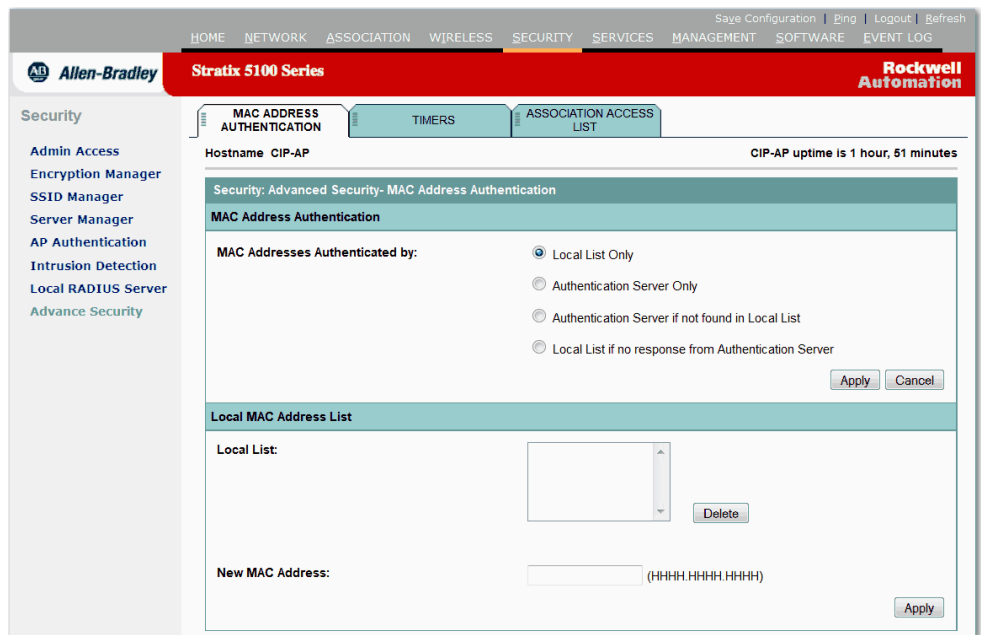 Save Configuration | Ping | Logout | Refresh
HOME NETWORK ASSOCIATION WIRELESS SECURITY SERVICES MANAGEMENT SOFTWARE EVENT LOG
AB Allen-Bradley
Stratix 5100 Series
Rockwell
Automation
Security
Admin Access
Encryption Manager
SSID Manager
Server Manager
AP Authentication
Intrusion Detection
Local RADIUS Server
Advance Security
MAC ADDRESS
AUTHENTICATION
TIMERS
ASSOCIATION ACCESS
LIST
Hostname CIP-AP
CIP-AP uptime is 1 hour, 51 minutes
Security: Advanced Security- MAC Address Authentication
MAC Address Authentication
MAC Addresses Authenticated by:
Local List Only
Authentication Server Only
Authentication Server if not found in Local List
Local List if no response from Authentication Server
Apply Cancel
Local MAC Address List
Local List:
Delete
New MAC Address:
(HHHH.HHHH.HHHH)
Apply